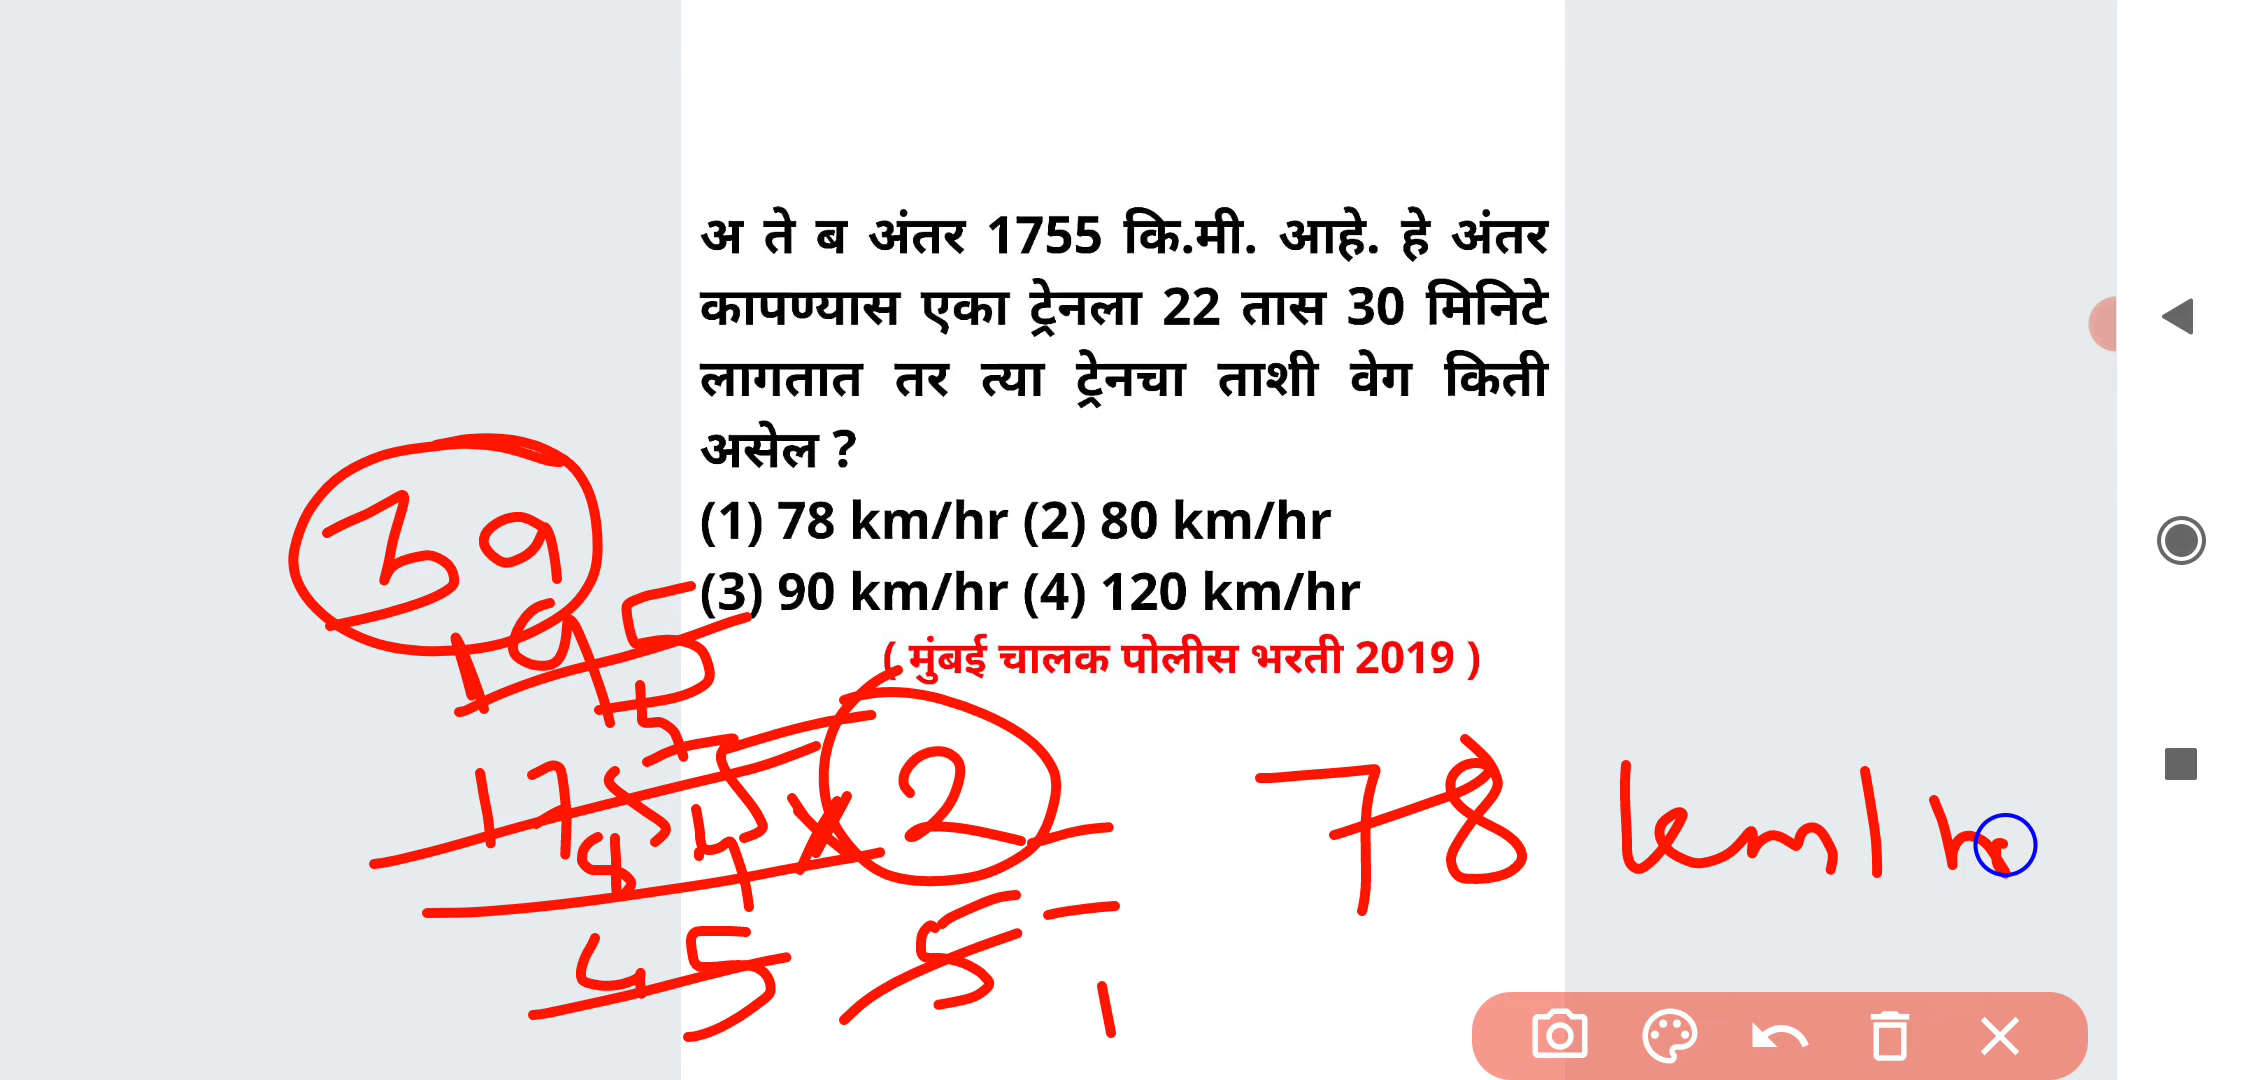 अ ते ब अंतर 1755 कि.मी. आहे. हे अंतर
कापण्यास एका ट्रेनला 22 तास 30 मिनिटे
लागतात तर त्या ट्रेनचा ताशी वेग किती
असेल ?
(1) 78 km/hr (2) 80 km/hr
(3) 90 km/hr (4) 120 km/hr
( मुंबई चालक पोलीस भरती 2019 )
39
195
1755 × 2
45 5
78 km/h